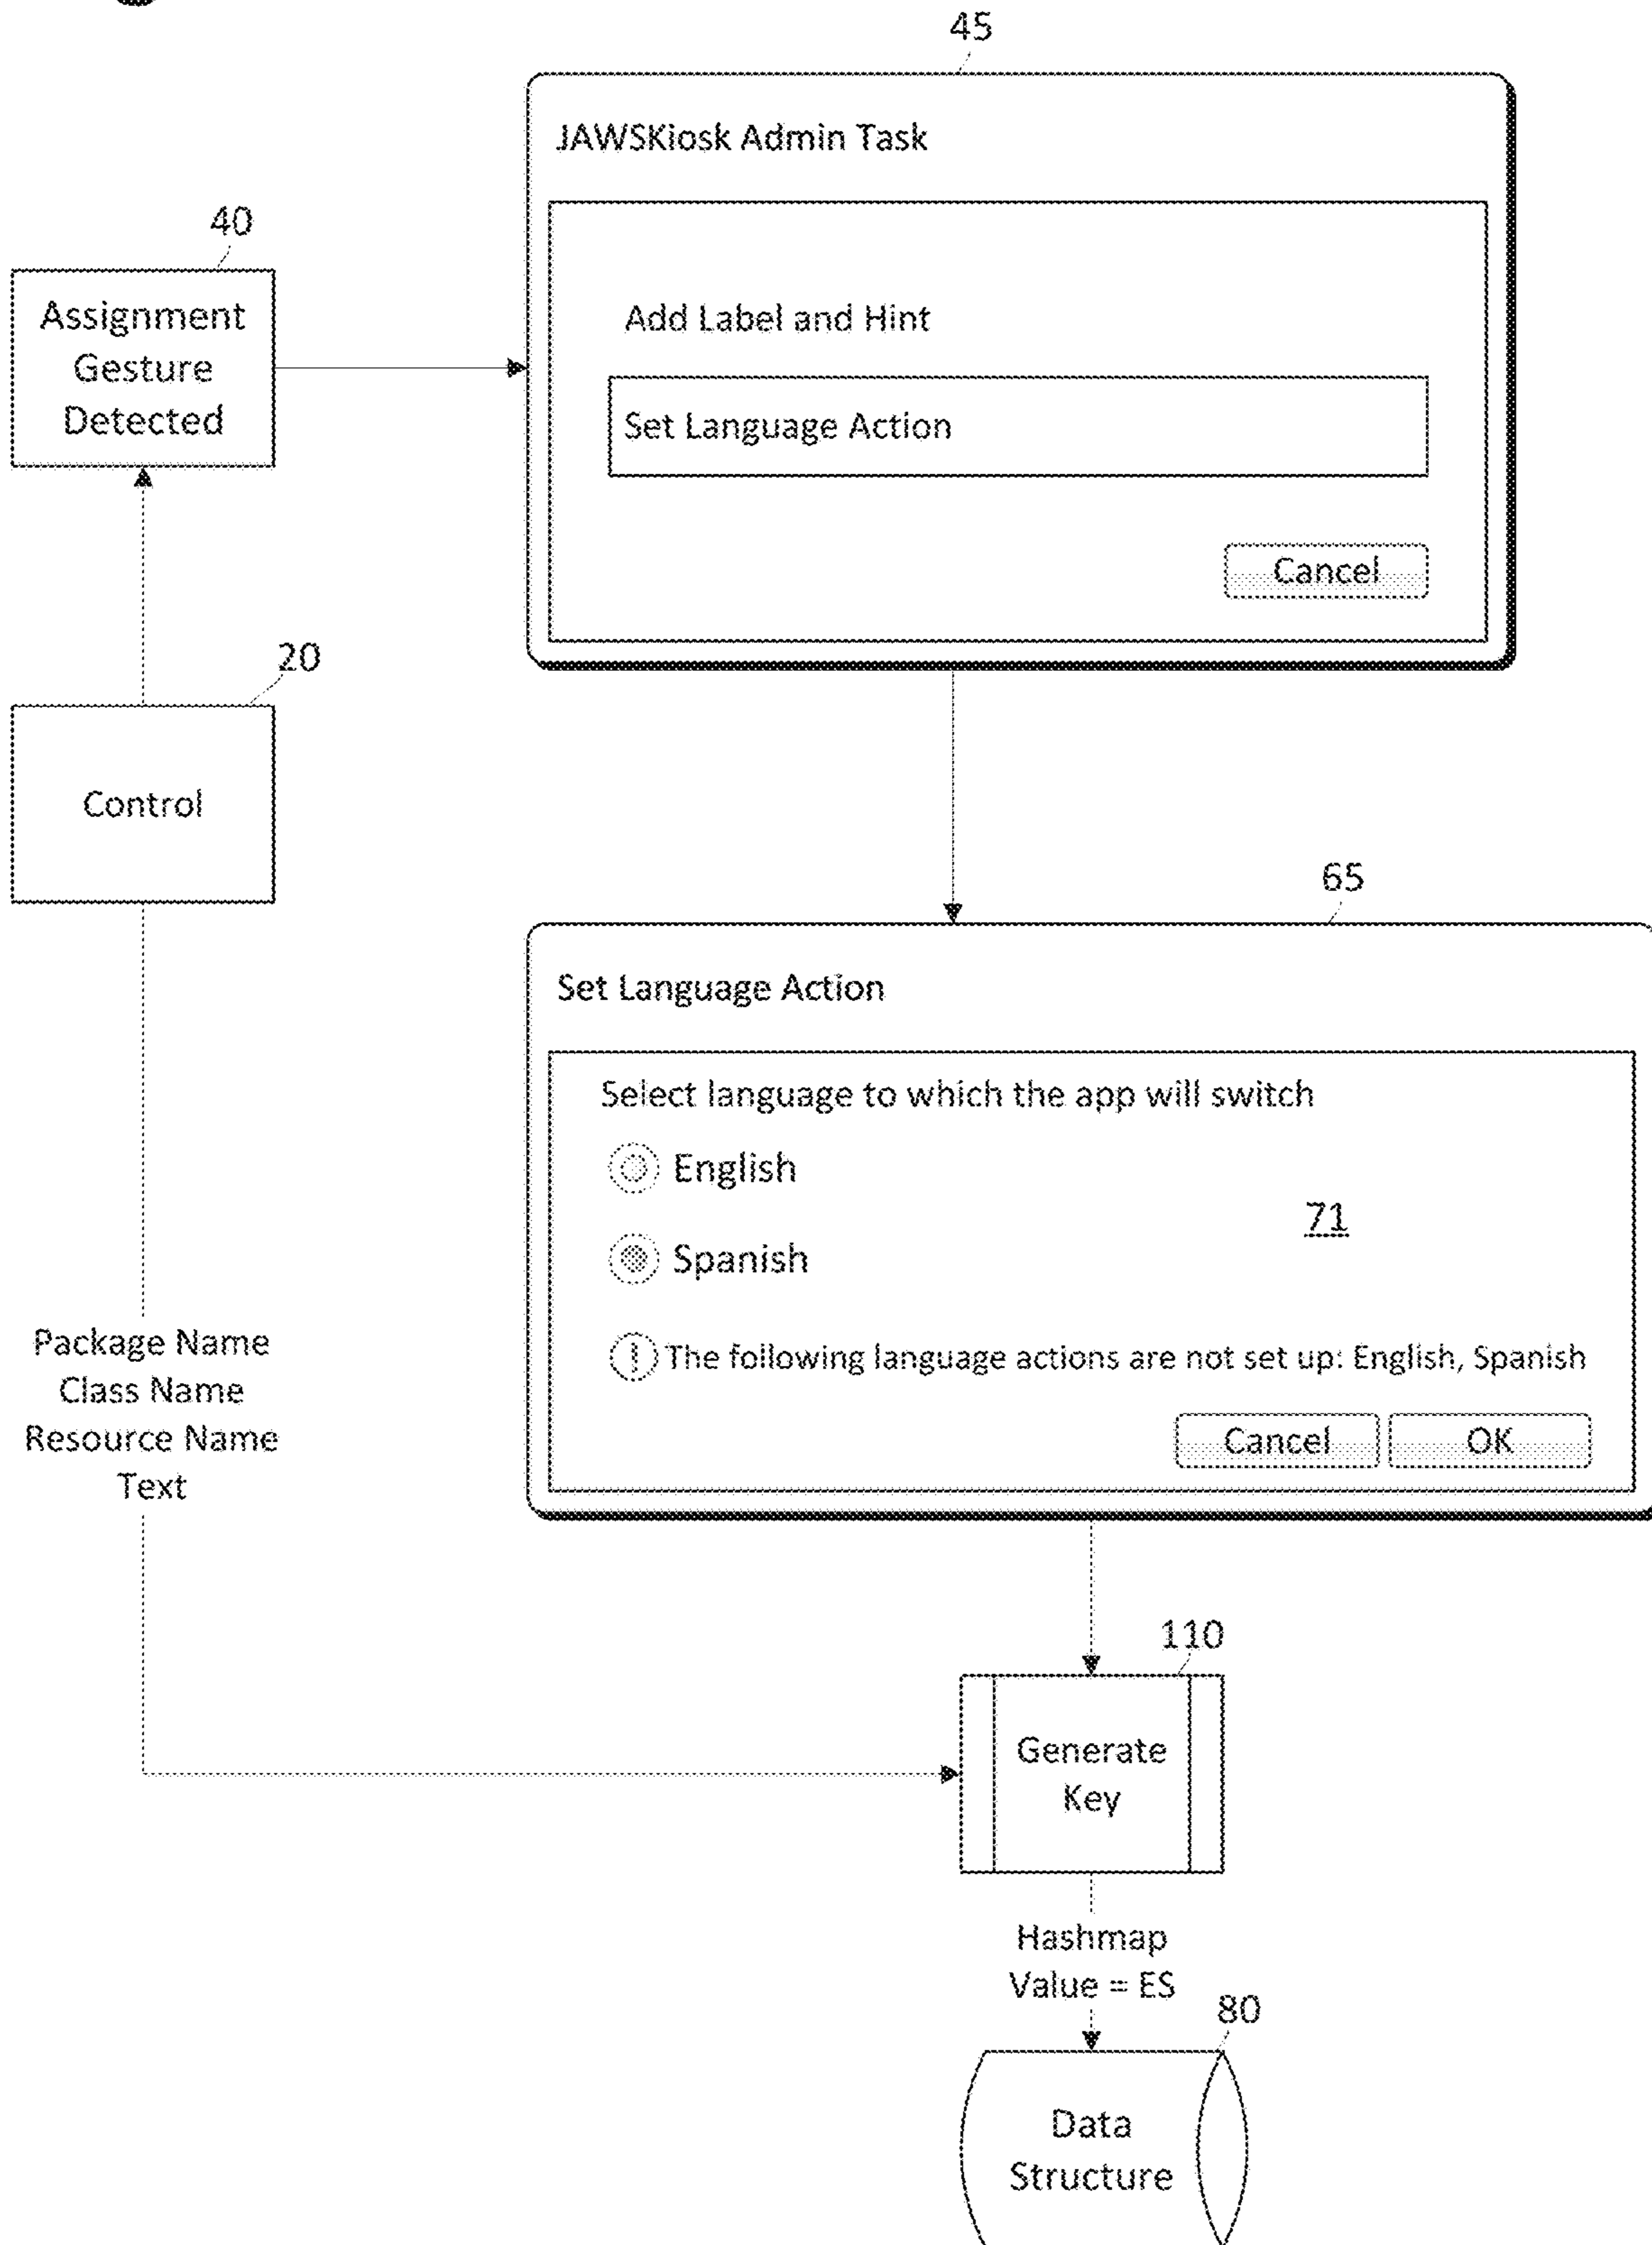 45
JAWSKiosk Admin Task
40
Assignment
Gesture
Detected
Add Label and Hint
Set Language Action
Cancel
20
Control
65
Set Language Action
Select language to which the app will switch
English
71
Spanish
! The following language actions are not set up: English, Spanish
Cancel
OK
Package Name
Class Name
Resource Name
Text
110
Generate
Key
Hashmap
Value = ES
80
Data
Structure